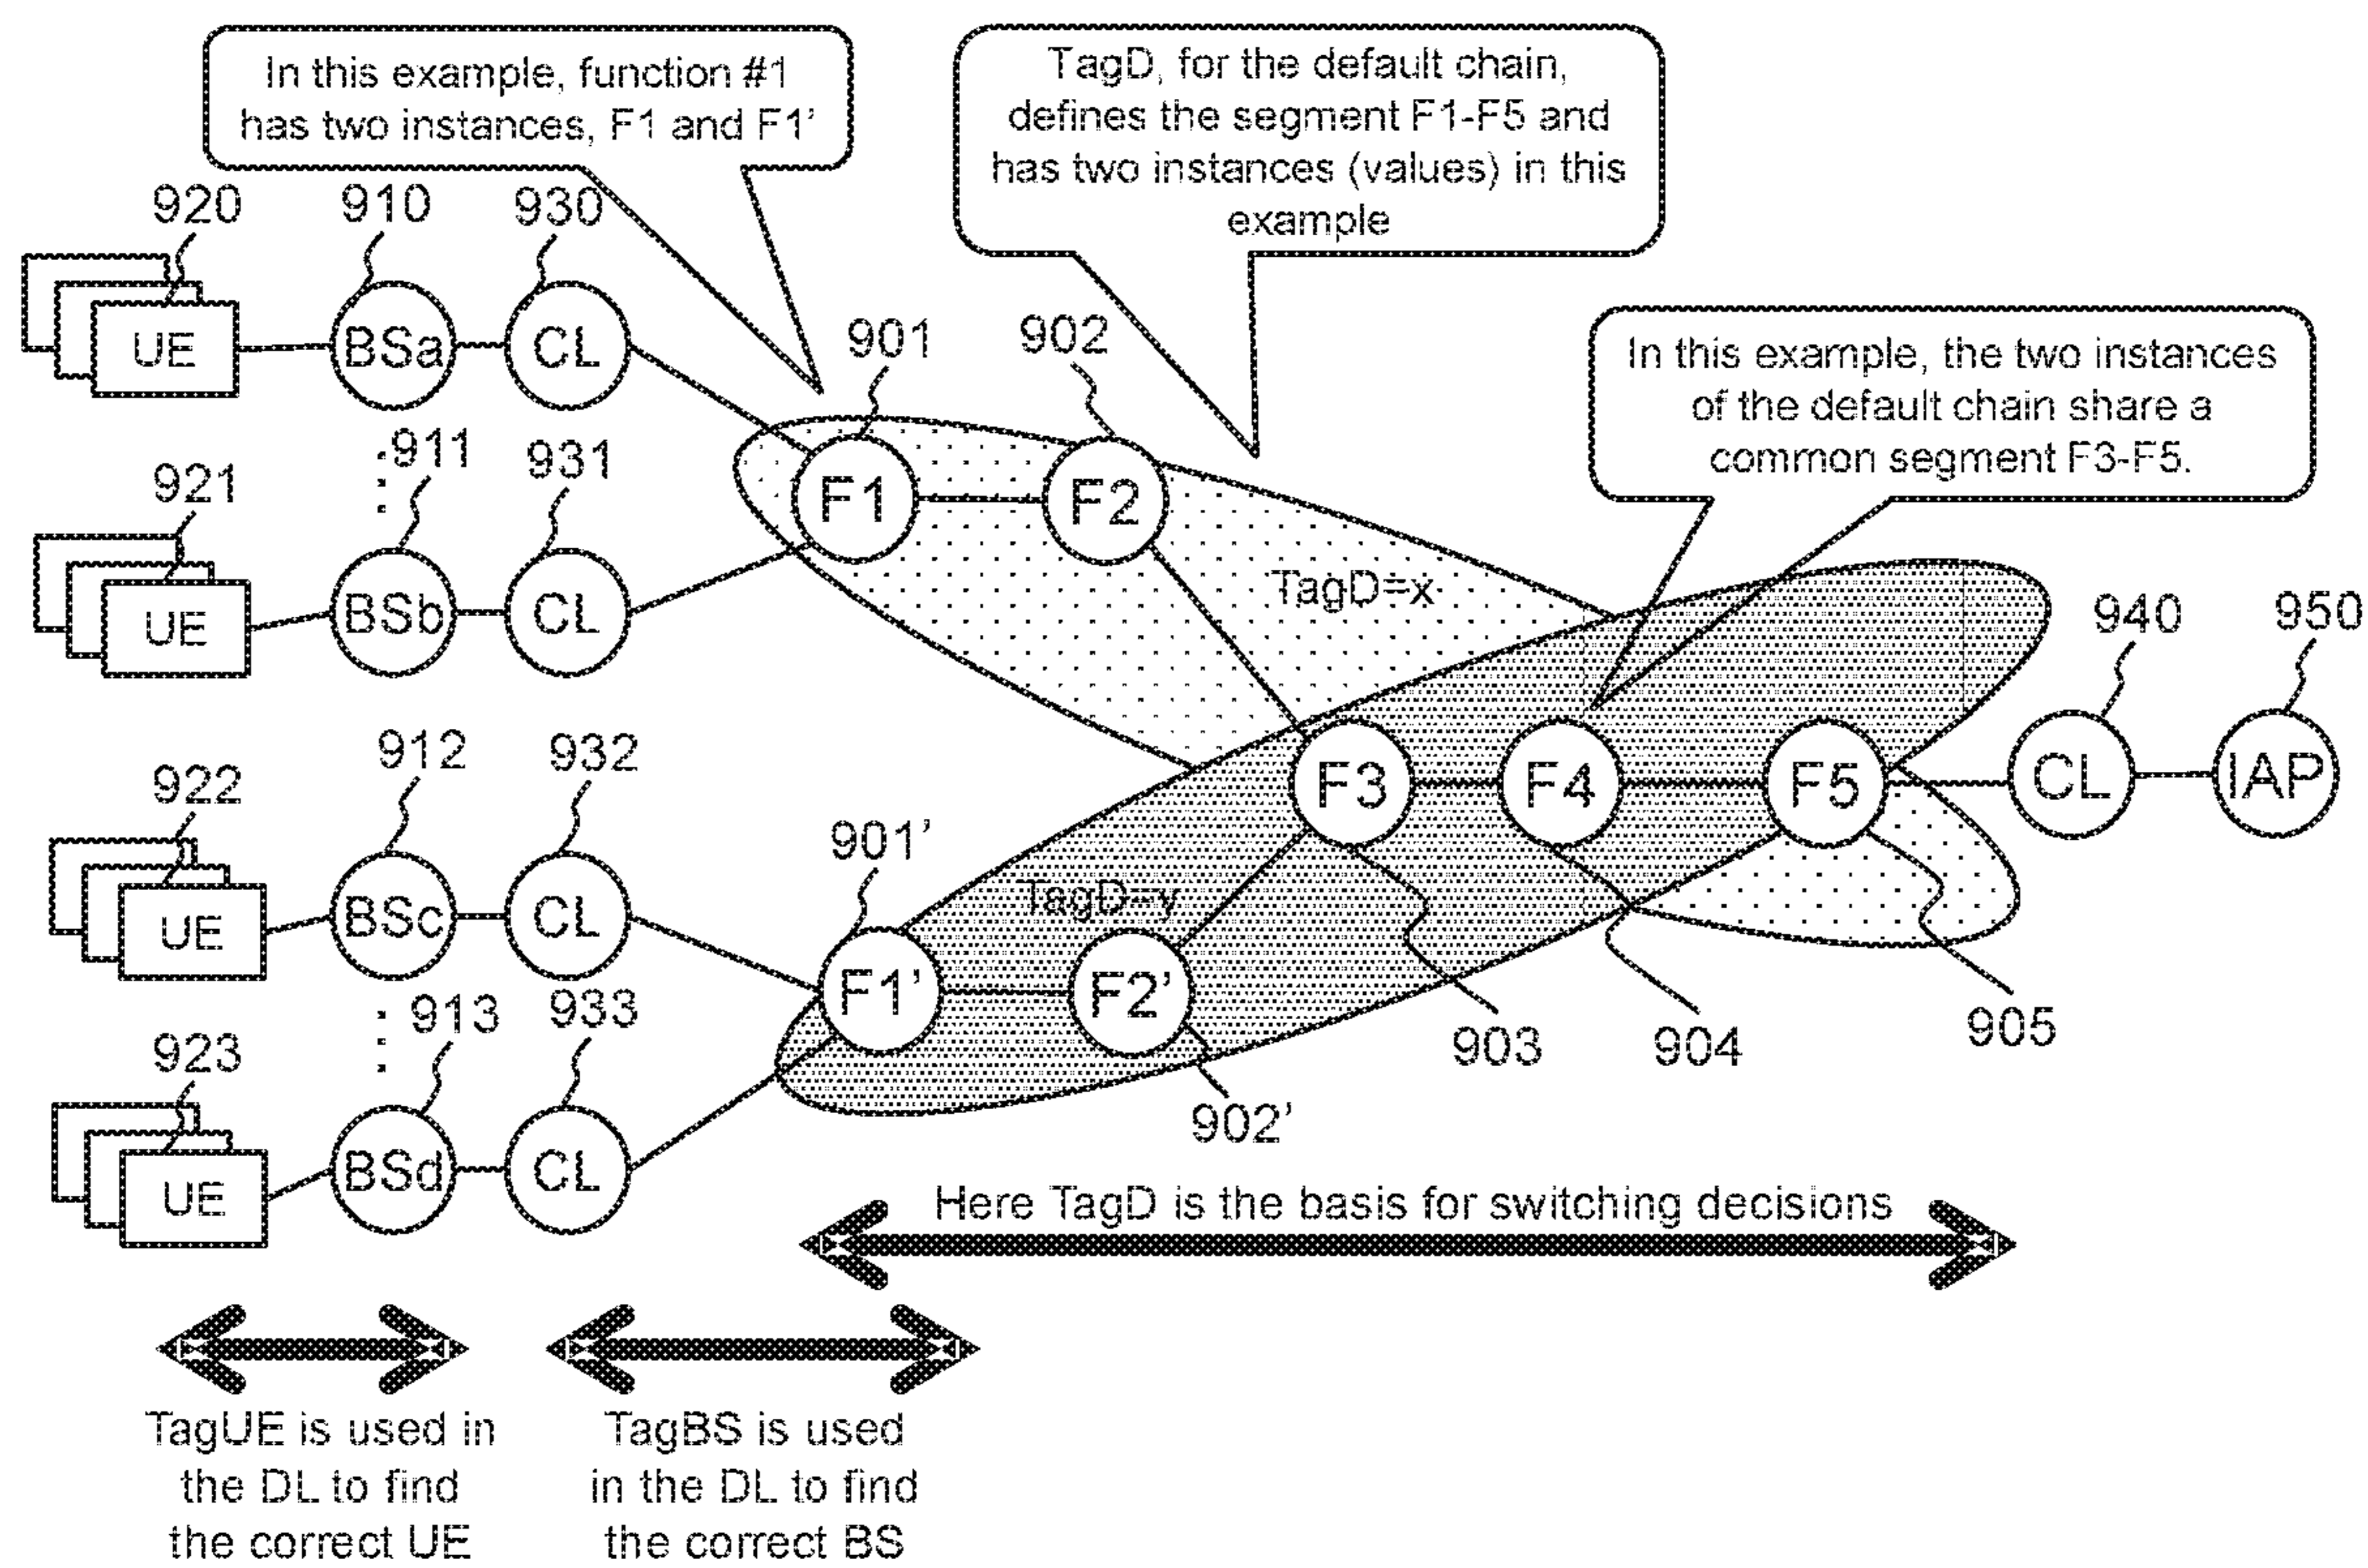 In this example, function #1
has two instances, F1 and F1’
TagD, for the default chain,
defines the segment F1-F5 and
has two instances (values) in this
example
920
910
930
901
902
In this example, the two instances
of the default chain share a
common segment F3-F5.
UE
BSa
CL
921
911
931
F1
F2
UE
BSb
CL
TagD=x
940
950
922
912
932
901’
F3
F4
F5
CL
IAP
UE
BSc
CL
TagD=y
F1’
F2’
923
913
933
903
904
905
902’
UE
BSd
CL
Here TagD is the basis for switching decisions
TagUE is used in
the DL to find
the correct UE
TagBS is used
in the DL to find
the correct BS